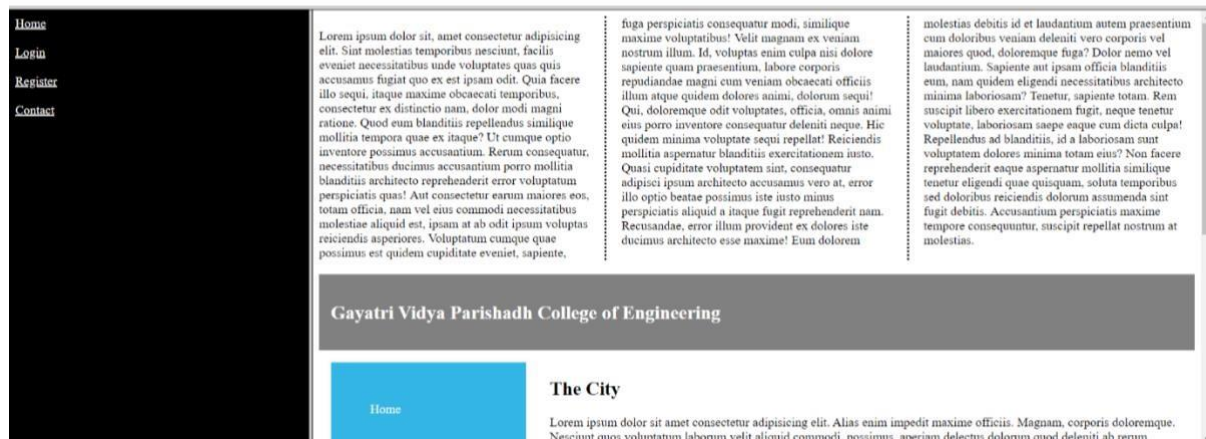 Home
Login
Register
Contact
Lorem ipsum dolor sit, amet consectetur adipisicing
elit. Sint molestias temporibus nesciunt, facilis
eveniet necessitatibus unde voluptates quas quis
accusamus fugiat quo ex est ipsam odit. Quia facere
illo sequi, itaque maxime obcaecati temporibus,
consectetur ex distinctio nam, dolor modi magni
ratione. Quod eum blanditiis repellendus similique
mollitia tempora quae ex itaque? Ut cumque optio
inventore possimus accusantium. Rerum consequatur,
necessitatibus ducimus accusantium porro mollitia
blanditiis architecto reprehenderit error voluptatum
perspiciatis quas! Aut consectetur earum maiores eos,
totam officia, nam vel eius commodi necessitatibus
molestiae aliquid est, ipsam at ab odit ipsum voluptas
reiciendis asperiores. Voluptatum cumque quae
possimus est quidem cupiditate eveniet, sapiente,
fuga perspiciatis consequatur modi, similique
maxime voluptatibus! Velit magnam ex veniam
nostrum illum. Id, voluptas enim culpa nisi dolore
sapiente quam praesentium, labore corporis
repudiandae magni cum veniam obcaecati officiis
illum atque quidem dolores animi, dolorum sequi!
Qui, doloremque odit voluptates, officia, omnis animi
eius porro inventore consequatur deleniti neque. Hic
quidem minima voluptate sequi repellat! Reiciendis
mollitia aspernatur blanditiis exercitationem iusto.
Quasi cupiditate voluptatem sint, consequatur
adipisci ipsum architecto accusamus vero at, error
illo optio beatae possimus iste iusto minus
perspiciatis aliquid a itaque fugit reprehenderit nam.
Recusandae, error illum provident ex dolores iste
ducimus architecto esse maxime! Eum dolorem
molestias debitis id et laudantium autem praesentium
cum doloribus veniam deleniti vero corporis vel
maiores quod, doloremque fuga? Dolor nemo vel
laudantium. Sapiente aut ipsam officia blanditiis
eum, nam quidem eligendi necessitatibus architecto
minima laboriosam? Tenetur, sapiente totam. Rem
suscipit libero exercitationem fugit, neque tenetur
voluptate, laboriosam saepe eaque cum dicta culpa!
Repellendus ad blanditiis, id a laboriosam sunt
voluptatem dolores minima totam eius? Non facere
reprehenderit eaque aspernatur mollitia similique
tenetur eligendi quae quisquam, soluta temporibus
sed doloribus reiciendis dolorum assumenda sint
fugit debitis. Accusantium perspiciatis maxime
tempore consequuntur, suscipit repellat nostrum at
molestias.
Gayatri Vidya Parishadh College of Engineering
Home
The City
Lorem ipsum dolor sit amet consectetur adipisicing elit. Alias enim impedit maxime officiis. Magnam, corporis doloremque.
Nesciunt quos voluptatum laborum velit aliquid commodi, possimus, aperiam delectus dolorum quod deleniti ab rerum